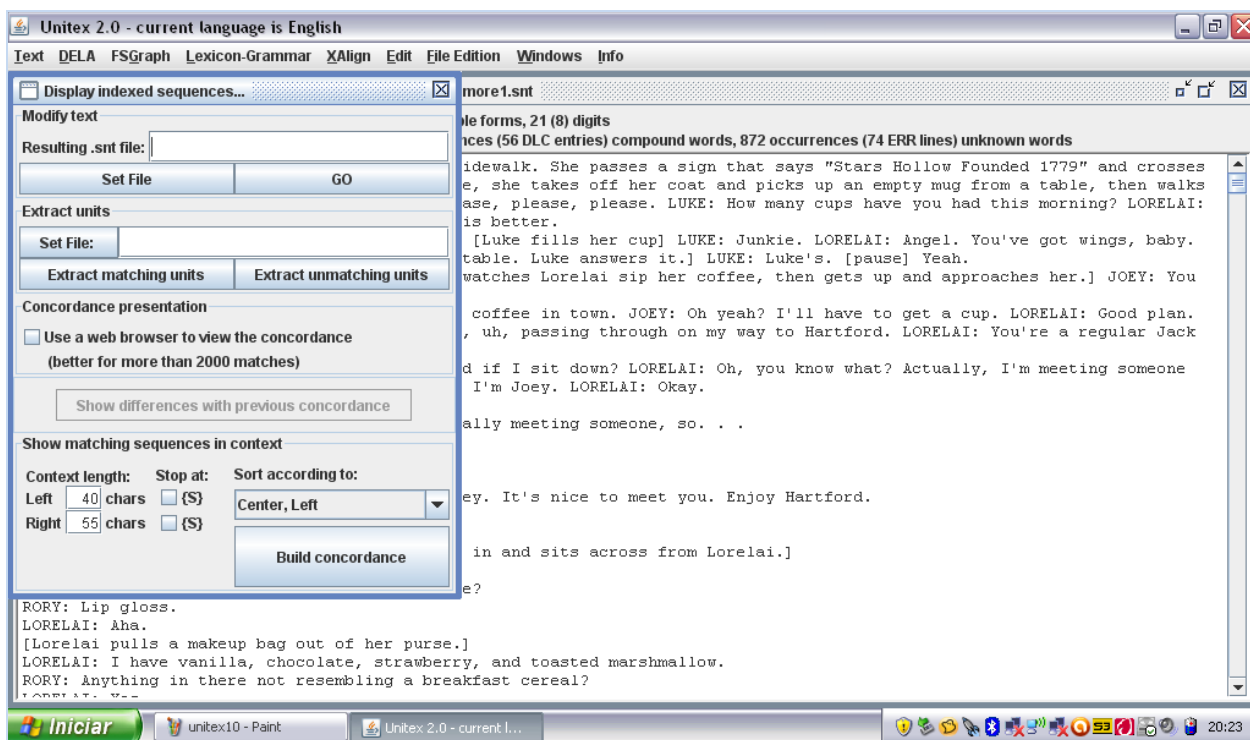 Unitex 2.0 - current language is English
Text DELA FSGraph Lexicon-Grammar XAlign Edit File Edition Windows Info
Display indexed sequences...
Modify text
Resulting .snt file:
Set File GO
Extract units
Set File:
Extract matching units Extract unmatching units
Concordance presentation
Use a web browser to view the concordance
(better for more than 2000 matches)
Show differences with previous concordance
Show matching sequences in context
Context length: Stop at: Sort according to:
Left 40 chars {S} Center, Left
Right 55 chars {S}
Build concordance
more1.snt
le forms, 21 (8) digits
nces (56 DLC entries) compound words, 872 occurrences (74 ERR lines) unknown words
idewalk. She passes a sign that says "Stars Hollow Founded 1779" and crosses
e, she takes off her coat and picks up an empty mug from a table, then walks
ase, please, please. LUKE: How many cups have you had this morning? LORELAI:
is better.
[Luke fills her cup] LUKE: Junkie. LORELAI: Angel. You've got wings, baby.
table. Luke answers it.] LUKE: Luke's. [pause] Yeah.
watches Lorelai sip her coffee, then gets up and approaches her.] JOEY: You
coffee in town. JOEY: Oh yeah? I'll have to get a cup. LORELAI: Good plan.
, uh, passing through on my way to Hartford. LORELAI: You're a regular Jack
d if I sit down? LORELAI: Oh, you know what? Actually, I'm meeting someone
I'm Joey. LORELAI: Okay.
ally meeting someone, so. . .
ey. It's nice to meet you. Enjoy Hartford.
in and sits across from Lorelai.]
e?
RORY: Lip gloss.
LORELAI: Aha.
[Lorelai pulls a makeup bag out of her purse.]
LORELAI: I have vanilla, chocolate, strawberry, and toasted marshmallow.
RORY: Anything in there not resembling a breakfast cereal?
Iniciar unitex10 - Paint Unitex 2.0 - current l... 20:23